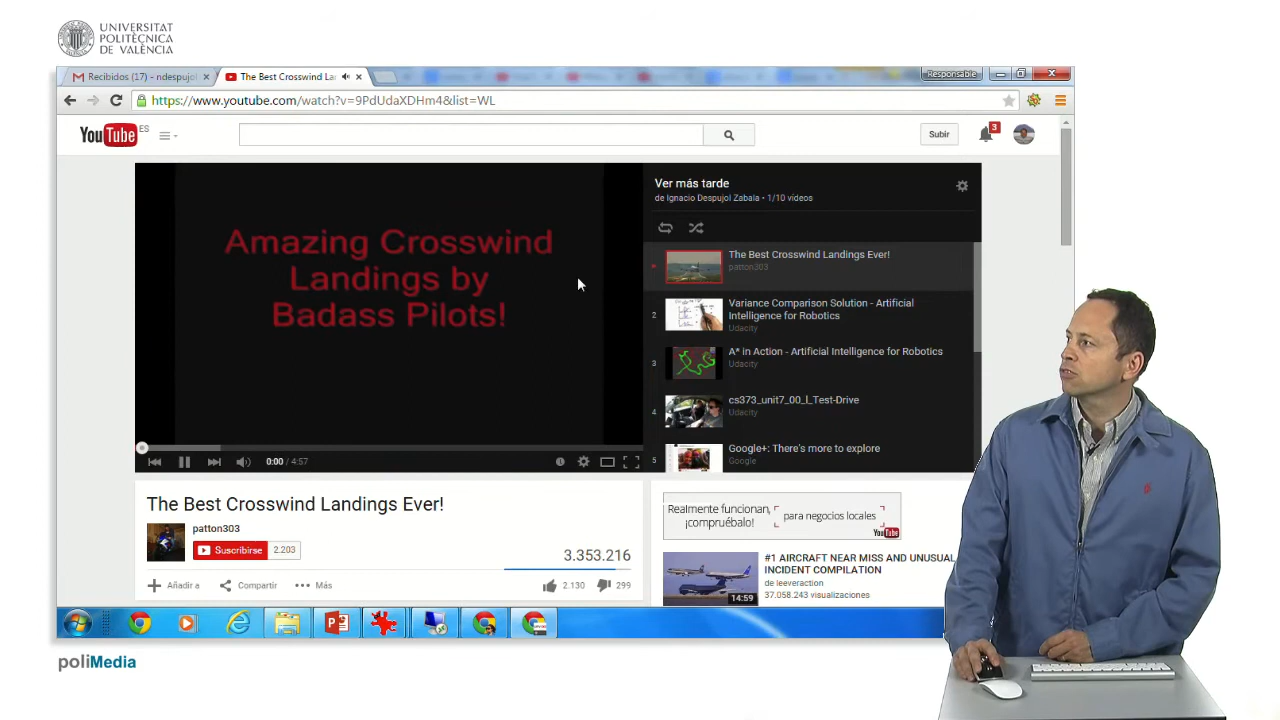 UNIVERSITAT
POLITÈCNICA
DE VALÈNCIA
Recibidos (17) - ndespujol
The Best Crosswind La
Responsable
https://www.youtube.com/watch?v=9PdUdaXDHm4&list=WL
YouTube ES
Subir
3
Amazing Crosswind
Landings by
Badass Pilots!
Ver más tarde
de Ignacio Despujol Zabala • 1/10 vídeos
The Best Crosswind Landings Ever!
patton303
2
Variance Comparison Solution - Artificial
Intelligence for Robotics
Udacity
3
A* in Action - Artificial Intelligence for Robotics
Udacity
4
cs373_unit7_00_l_Test-Drive
Udacity
5
Google+: There's more to explore
Google
0:00 / 4:57
The Best Crosswind Landings Ever!
patton303
Suscribirse 2.203
3.353.216
Añadir a
Compartir
Más
2.130
299
Realmente funcionan,
¡compruébalo!
para negocios locales
YouTube
#1 AIRCRAFT NEAR MISS AND UNUSUAL
INCIDENT COMPILATION
de leeveraction
37.058.243 visualizaciones
14:59
poliMedia